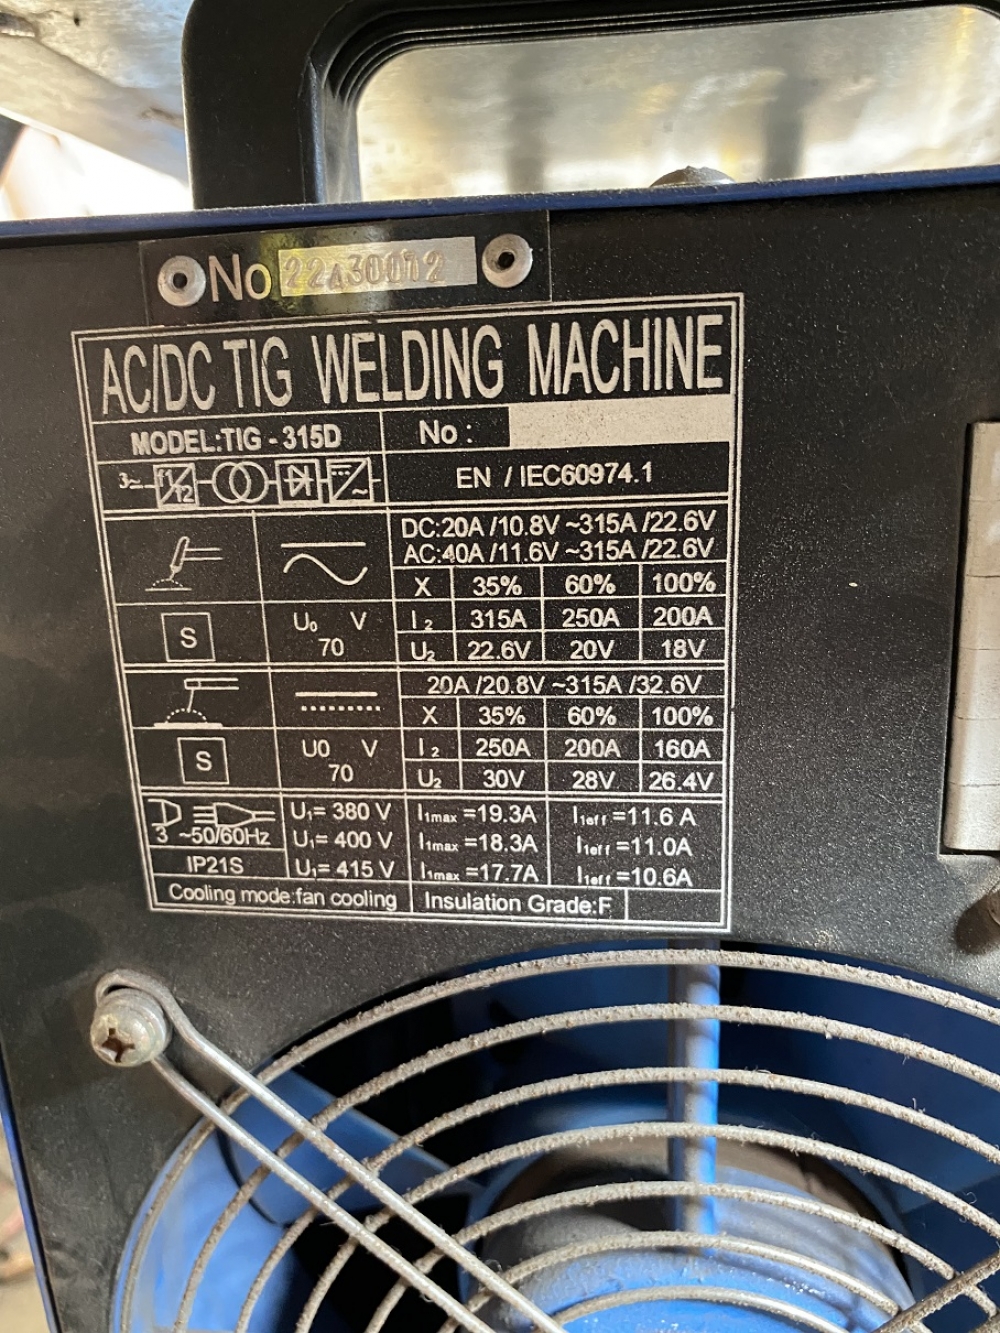 No 22A30012
AC/DC TIG WELDING MACHINE
MODEL:TIG - 315D No :
3~ f1 f2 EN / IEC60974.1
DC:20A /10.8V ~315A /22.6V
AC:40A /11.6V ~315A /22.6V
X 35% 60% 100%
S U₀ V 70
I₂ 315A 250A 200A
U₂ 22.6V 20V 18V
20A /20.8V ~315A /32.6V
X 35% 60% 100%
S U0 V 70
I₂ 250A 200A 160A
U₂ 30V 28V 26.4V
3 ~50/60Hz
U₁= 380 V I₁max =19.3A I₁eff =11.6 A
U₁= 400 V I₁max =18.3A I₁eff =11.0A
IP21S U₁= 415 V I₁max =17.7A I₁eff =10.6A
Cooling mode:fan cooling Insulation Grade:F